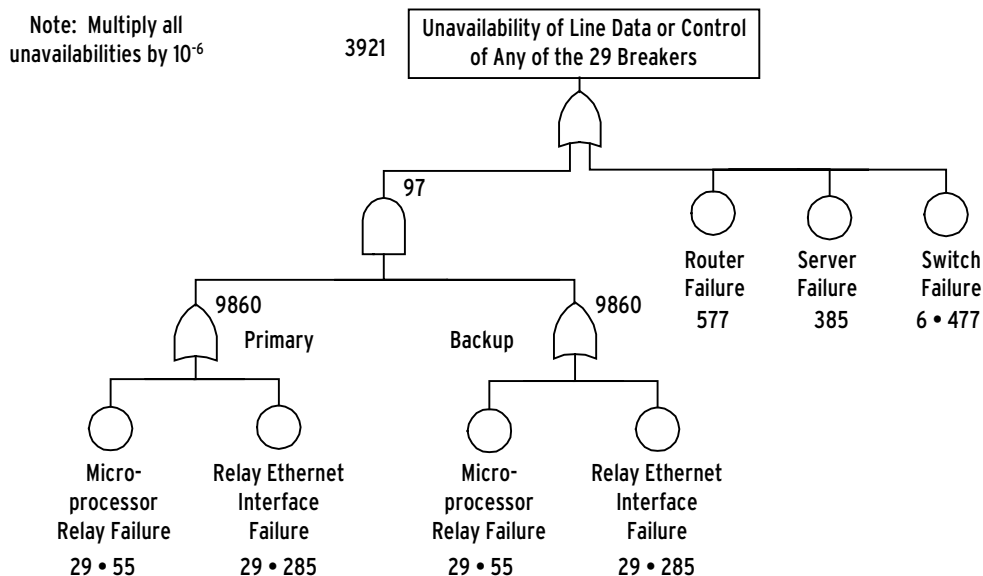 Note: Multiply all
unavailabilities by 10⁻⁶
3921
Unavailability of Line Data or Control
of Any of the 29 Breakers
97
Router
Failure
577
Server
Failure
385
Switch
Failure
6 • 477
9860
Primary
Backup
9860
Micro-
processor
Relay Failure
29 • 55
Relay Ethernet
Interface
Failure
29 • 285
Micro-
processor
Relay Failure
29 • 55
Relay Ethernet
Interface
Failure
29 • 285